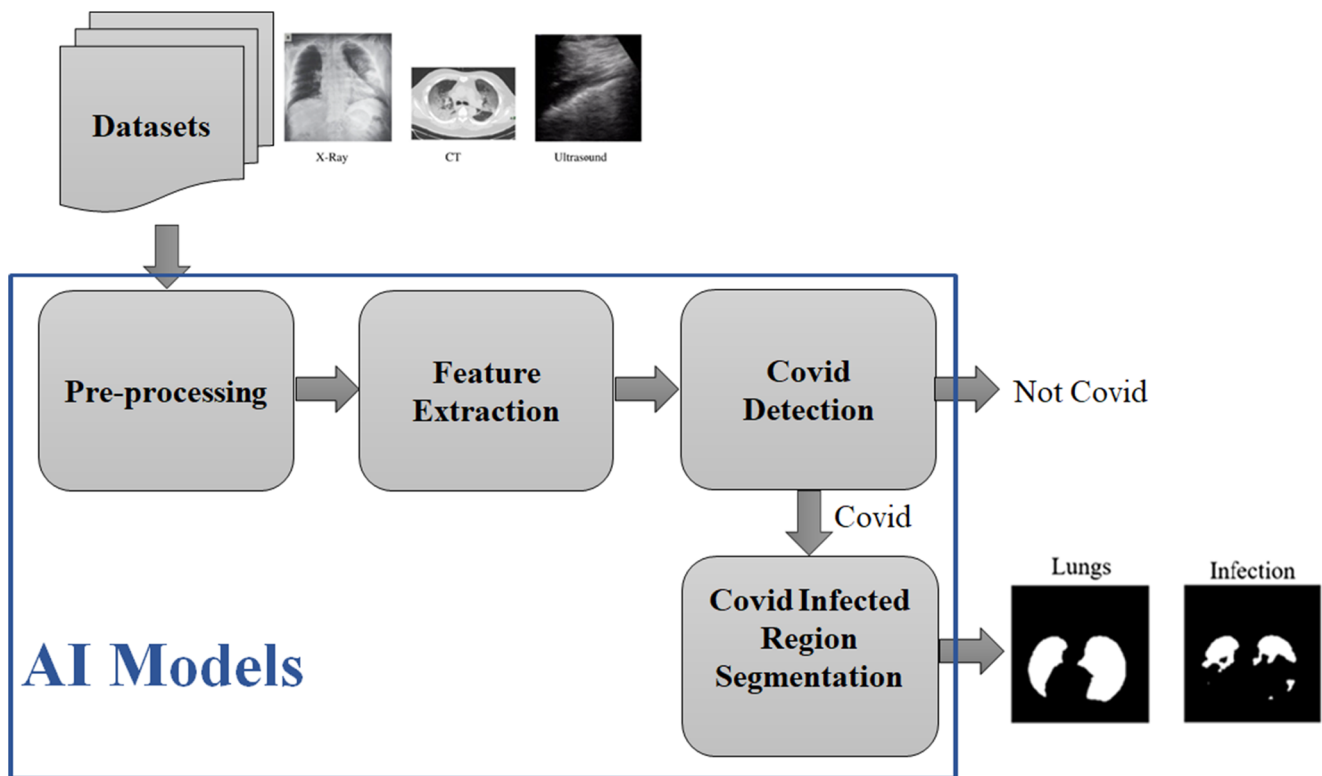 Datasets
X-Ray
CT
Ultrasound
Pre-processing
Feature
Extraction
Covid
Detection
Not Covid
Covid
Covid Infected
Region
Segmentation
Lungs
Infection
AI Models